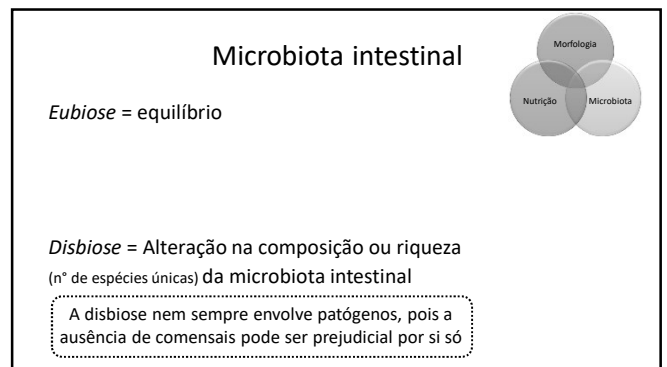 Microbiota intestinal
Morfologia
Nutrição
Microbiota
Eubiose = equilíbrio
Disbiose = Alteração na composição ou riqueza
(n° de espécies únicas) da microbiota intestinal
A disbiose nem sempre envolve patógenos, pois a
ausência de comensais pode ser prejudicial por si só